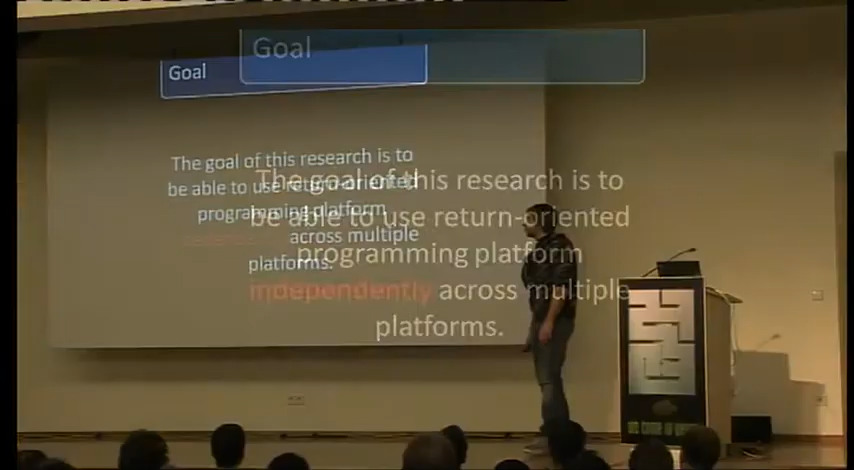 Goal
The goal of this research is to
be able to use return-oriented
programming platform
across multiple
platforms.
Goal
The goal of this research is to
be able to use return-oriented
programming platform
independently across multiple
platforms.